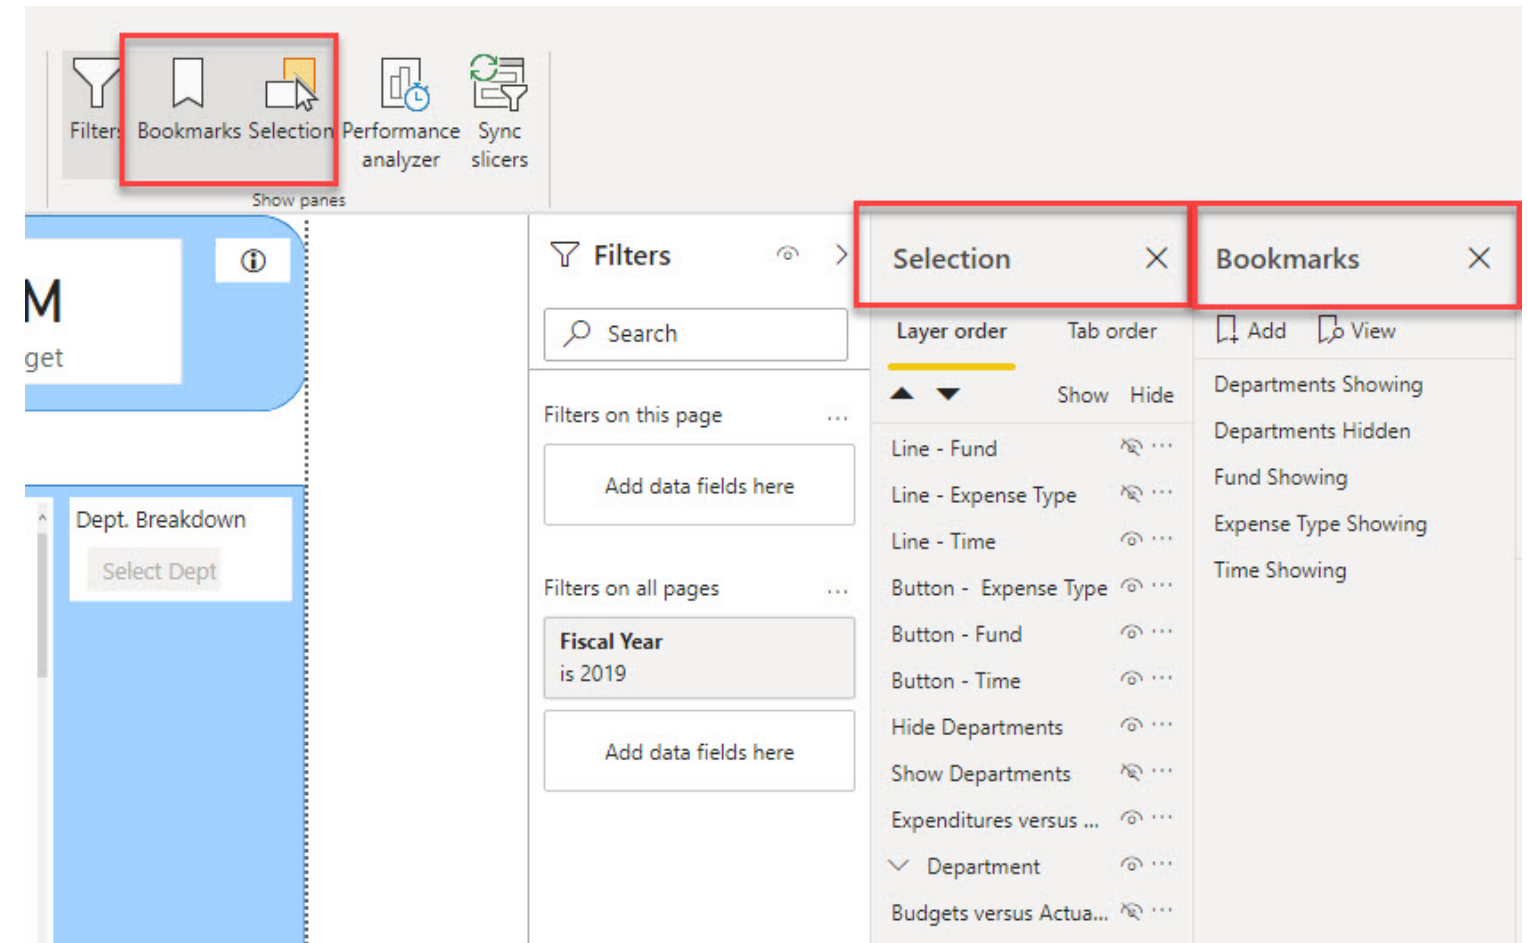 Filters
Bookmarks
Selection
Performance
analyzer
Sync
slicers
Show panes
M
get
Dept. Breakdown
Select Dept
Filters
Search
Filters on this page
...
Add data fields here
Filters on all pages
...
Fiscal Year
is 2019
Add data fields here
Selection
Layer order
Tab order
Show
Hide
Line - Fund
...
Line - Expense Type
...
Line - Time
...
Button - Expense Type
...
Button - Fund
...
Button - Time
...
Hide Departments
...
Show Departments
...
Expenditures versus ...
...
Department
...
Budgets versus Actua...
...
Bookmarks
Add
View
Departments Showing
Departments Hidden
Fund Showing
Expense Type Showing
Time Showing